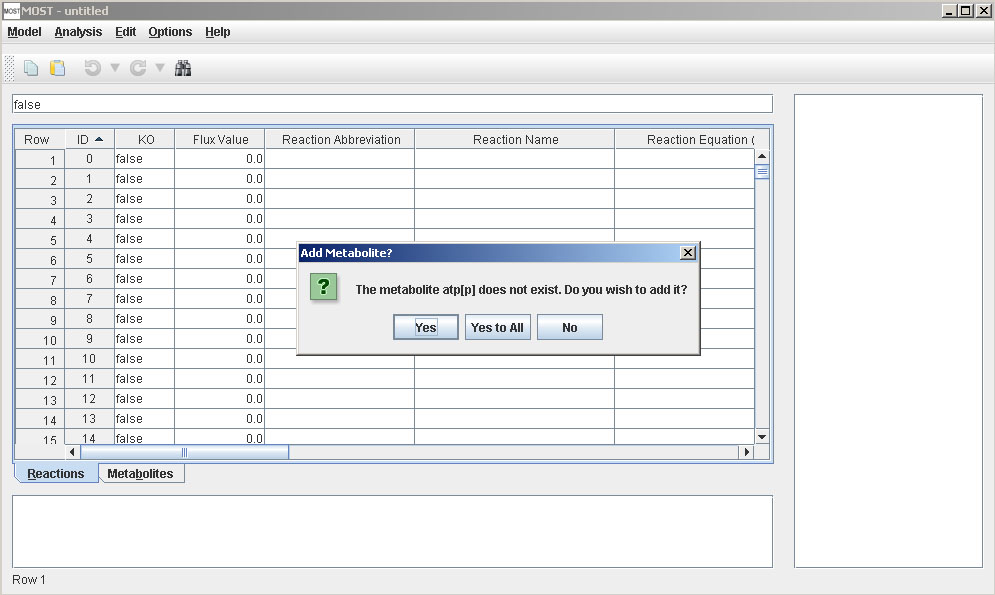 MOST MOST - untitled
Model Analysis Edit Options Help
false
Row ID KO Flux Value Reaction Abbreviation Reaction Name Reaction Equation (
1 0 false 0.0
2 1 false 0.0
3 2 false 0.0
4 3 false 0.0
5 4 false 0.0
6 5 false 0.0
7 6 false 0.0
8 7 false 0.0
9 8 false 0.0
10 9 false 0.0
11 10 false 0.0
12 11 false 0.0
13 12 false 0.0
14 13 false 0.0
15 14 false 0.0
Add Metabolite?
? The metabolite atp[p] does not exist. Do you wish to add it?
Yes Yes to All No
Reactions Metabolites
Row 1